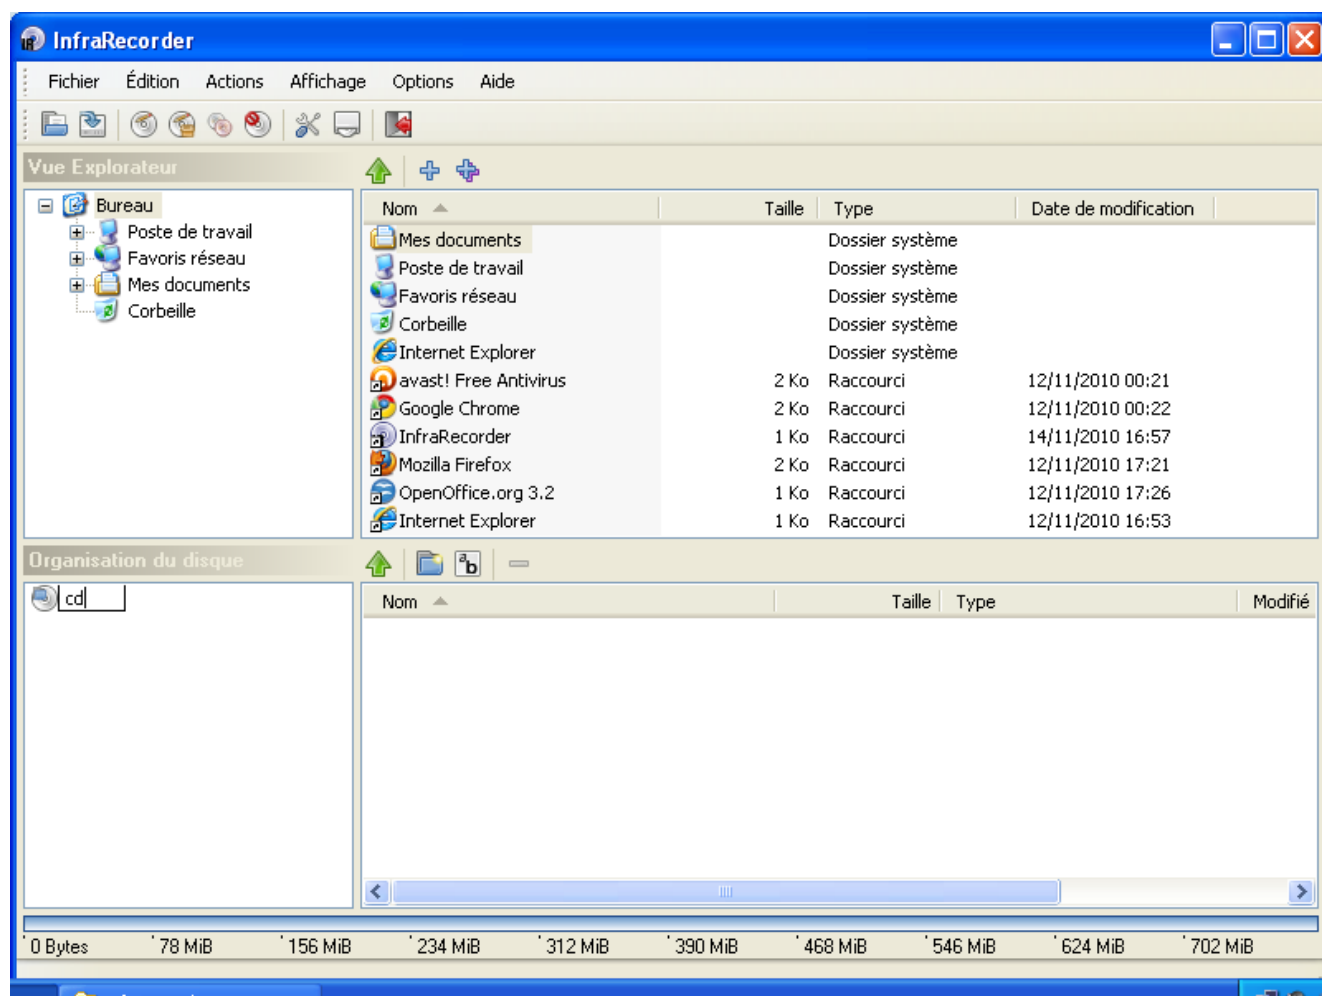 InfraRecorder
Fichier Édition Actions Affichage Options Aide
Vue Explorateur
Bureau
Poste de travail
Favoris réseau
Mes documents
Corbeille
Nom Taille Type Date de modification
Mes documents Dossier système
Poste de travail Dossier système
Favoris réseau Dossier système
Corbeille Dossier système
Internet Explorer Dossier système
avast! Free Antivirus 2 Ko Raccourci 12/11/2010 00:21
Google Chrome 2 Ko Raccourci 12/11/2010 00:22
InfraRecorder 1 Ko Raccourci 14/11/2010 16:57
Mozilla Firefox 2 Ko Raccourci 12/11/2010 17:21
OpenOffice.org 3.2 1 Ko Raccourci 12/11/2010 17:26
Internet Explorer 1 Ko Raccourci 12/11/2010 16:53
Organisation du disque
cd
Nom Taille Type Modifié
0 Bytes 78 MiB 156 MiB 234 MiB 312 MiB 390 MiB 468 MiB 546 MiB 624 MiB 702 MiB